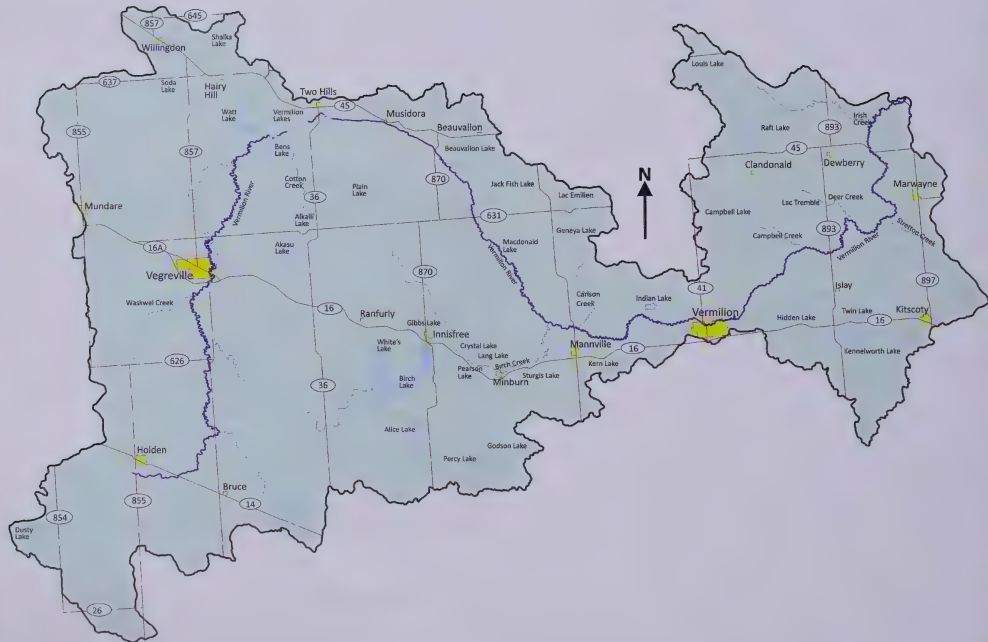 645
857
Willingdon
Shalka
Lake
Louis Lake
637
Soda
Lake
Hairy
Hill
Two Hills
45
Watt
Lake
Vermilion
Lakes
Musidora
Beauvallon
Irish
Creek
855
857
Raft Lake
893
Bens
Lake
Beauvallon Lake
45
Clandonald
Dewberry
N
Cotton
Creek
36
Plain
Lake
870
Jack Fish Lake
Lac Emilien
Marwayne
Vermilion River
Lac Tremble
Deer Creek
Mundare
Alkalli
Lake
631
Geneya Lake
Campbell Lake
Stretton Creek
893
Campbell Creek
Vermilion River
16A
Akasu
Lake
Macdonald
Lake
870
Vermilion River
Vegreville
41
897
Islay
Waskwel Creek
Carlson
Creek
Indian Lake
16
Ranfurly
Gibbs Lake
Vermilion
Hidden Lake
Twin Lake
16
Kitscoty
Innisfree
White's
Lake
Crystal Lake
Lang Lake
Mannville
16
Kennelworth Lake
626
Pearson
Lake
Birch Creek
Kern Lake
Sturgis Lake
Minburn
36
Birch
Lake
Alice Lake
Godson Lake
Holden
Percy Lake
Bruce
855
14
854
Dusty
Lake
26